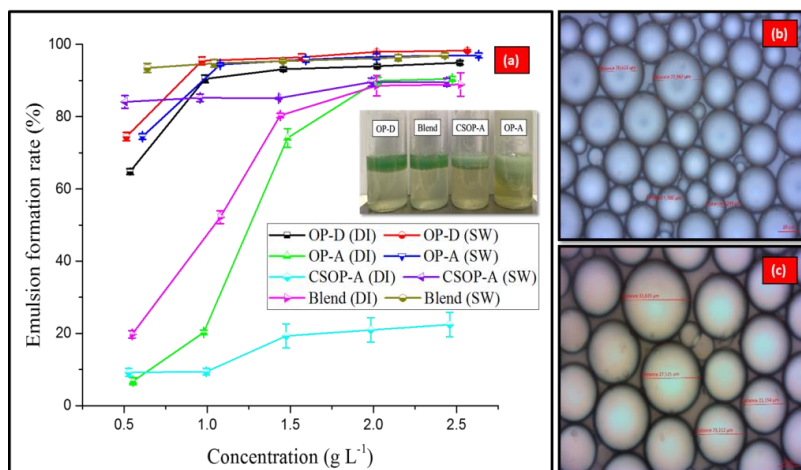 (a)
100
80
60
40
20
0
0.5 1.0 1.5 2.0 2.5
Emulsion formation rate (%)
Concentration (g L⁻¹)
OP-D Blend CSOP-A OP-A
OP-D (DI) OP-D (SW)
OP-A (DI) OP-A (SW)
CSOP-A (DI) CSOP-A (SW)
Blend (DI) Blend (SW)
(b)
(c)